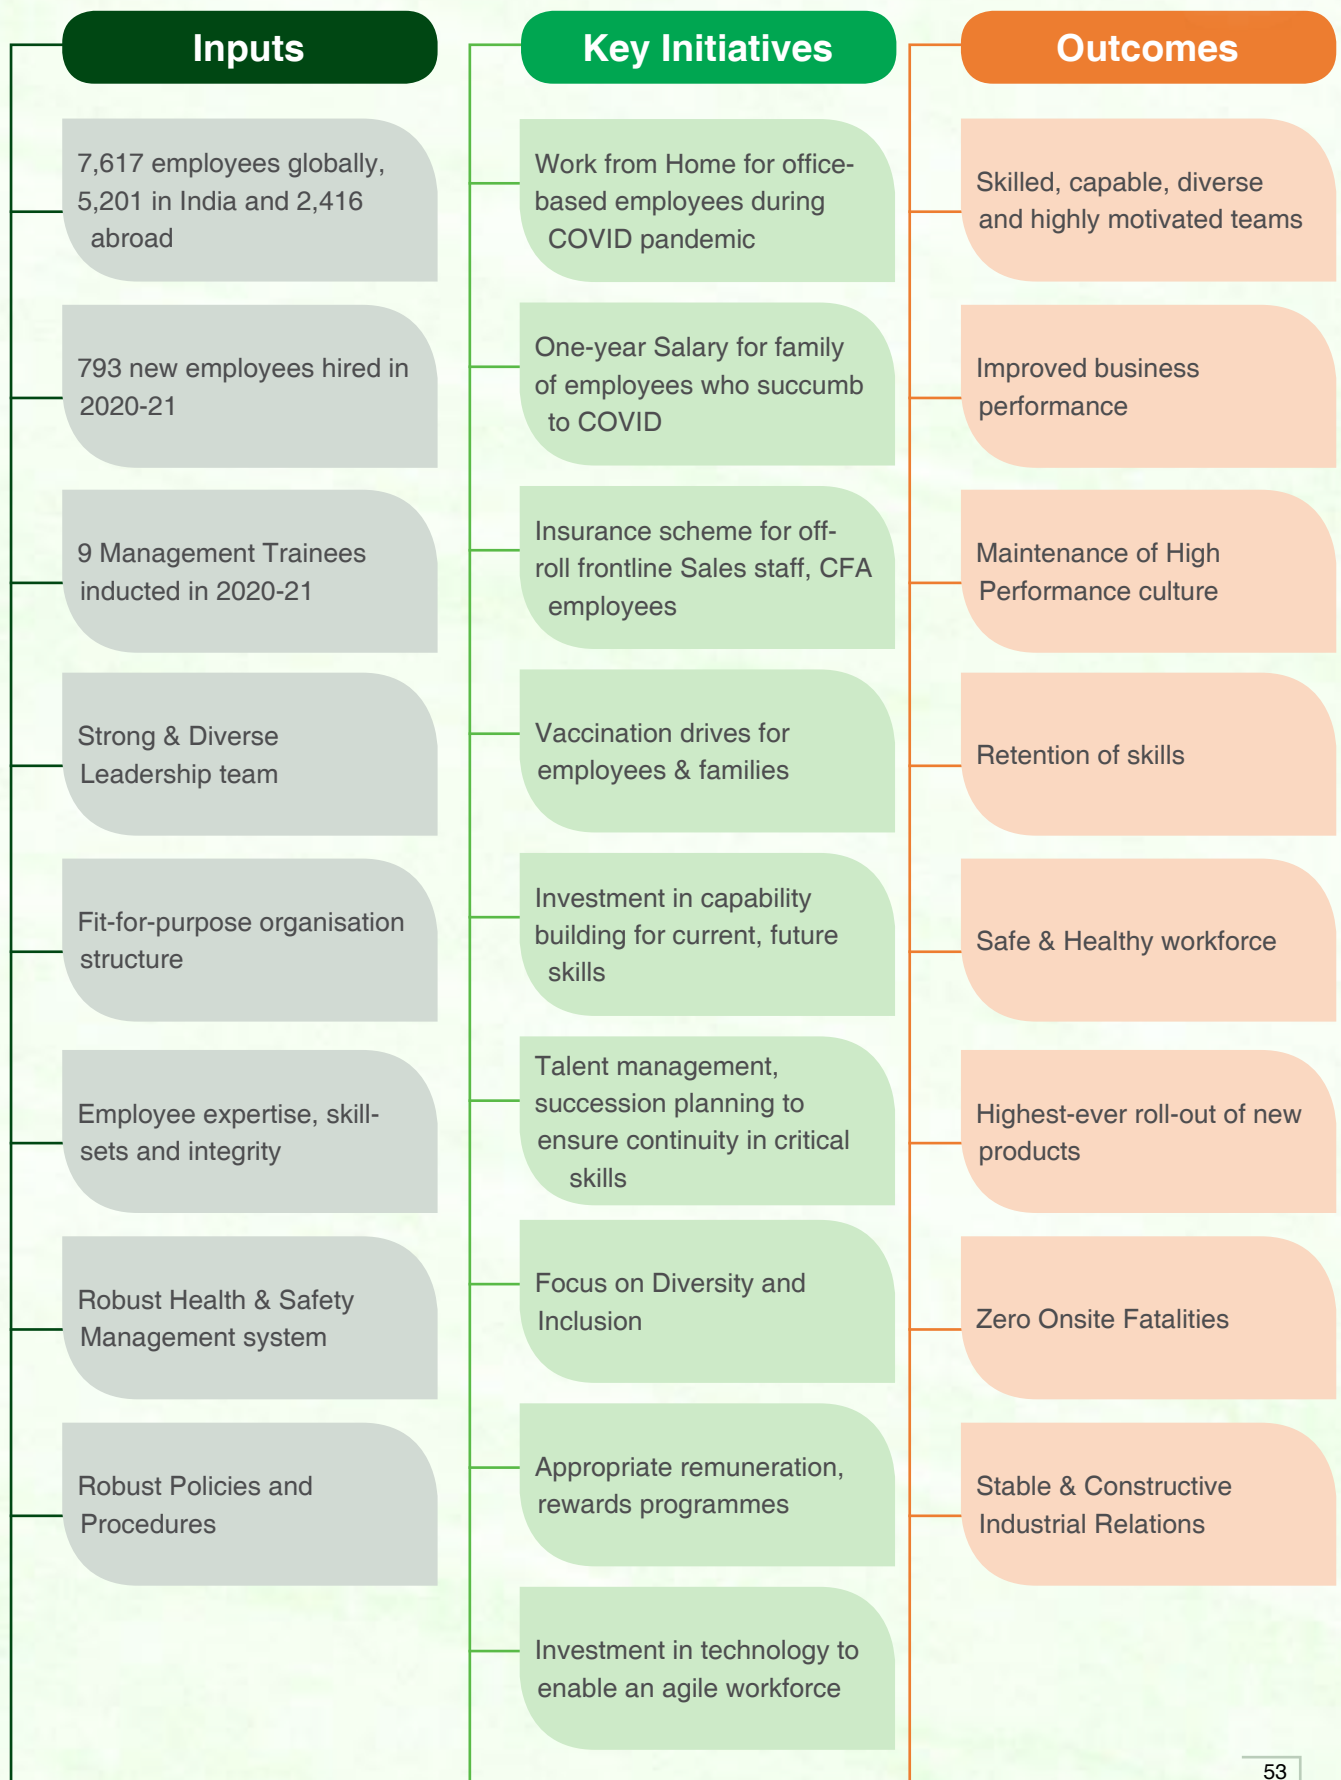 Inputs
7,617 employees globally,
5,201 in India and 2,416
abroad
793 new employees hired in
2020-21
9 Management Trainees
inducted in 2020-21
Strong & Diverse
Leadership team
Fit-for-purpose organisation
structure
Employee expertise, skill-
sets and integrity
Robust Health & Safety
Management system
Robust Policies and
Procedures
Key Initiatives
Work from Home for office-
based employees during
COVID pandemic
One-year Salary for family
of employees who succumb
to COVID
Insurance scheme for off-
roll frontline Sales staff, CFA
employees
Vaccination drives for
employees & families
Investment in capability
building for current, future
skills
Talent management,
succession planning to
ensure continuity in critical
skills
Focus on Diversity and
Inclusion
Appropriate remuneration,
rewards programmes
Investment in technology to
enable an agile workforce
Outcomes
Skilled, capable, diverse
and highly motivated teams
Improved business
performance
Maintenance of High
Performance culture
Retention of skills
Safe & Healthy workforce
Highest-ever roll-out of new
products
Zero Onsite Fatalities
Stable & Constructive
Industrial Relations
53